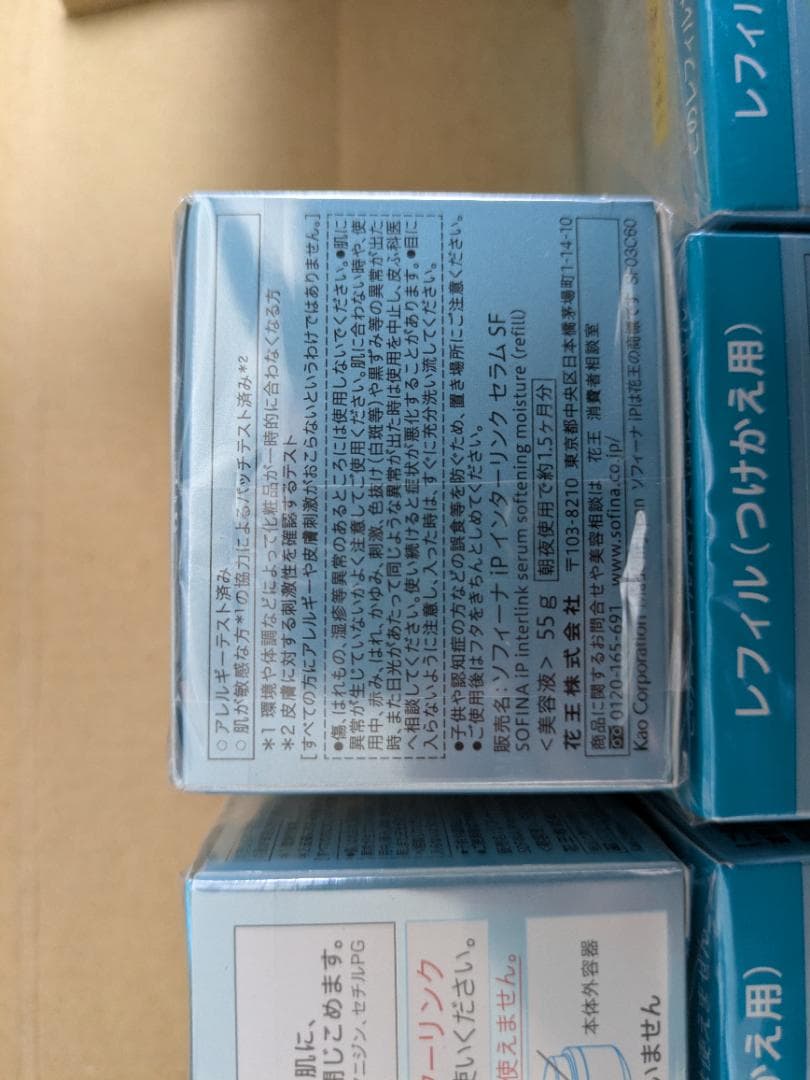 ○ アレルギーテスト済み
○ 肌が敏感な方*1の協力によるパッチテスト済み*2
*1 環境や体調などによって化粧品が一時的に合わなくなる方
*2 皮膚に対する刺激性を確認するテスト
[すべての方にアレルギーや皮膚刺激がおこらないというわけではありません。]
●傷、はれもの、湿疹等異常のあるところには使用しないでください。●肌に
異常が生じていないかよく注意してご使用ください。肌に合わない時や、使
用中、赤み、はれ、かゆみ、刺激、色抜け(白斑等)や黒ずみ等の異常が出た
時、また日光があたって同じような異常が出た時は使用を中止し、皮ふ科医
へ相談してください。使い続けると症状が悪化することがあります。●目に
入らないように注意し、入った時は、すぐに充分洗い流してください。
●子供や認知症の方などの誤食等を防ぐため、置き場所にご注意ください。
●ご使用後はフタをきちんとしめてください。
販売名:ソフィーナ iP インターリンク セラム SF
SOFINA iP Interlink serum softening moisture (refill)
<美容液> 55g 朝夜使用で約1.5ヶ月分
花王株式会社 〒103-8210 東京都中央区日本橋茅場町1-14-10
商品に関するお問合せや美容相談は 花王 消費者相談室
0120-165-691 www.sofina.co.jp/
Kao Corporation ソフィーナ iPは花王の商標です
レフィル(つけかえ用)
このレフィル
レフィル
肌に、
閉じこめます。
ニジン、セチルPG
ーリンク
使いください。
使えません。
本体外容器
いません
かえ用)